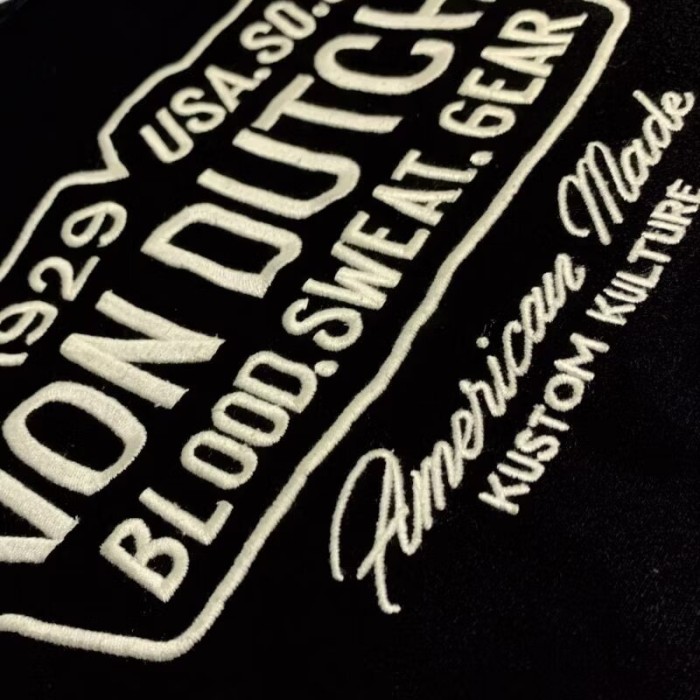 USA.SO.
1929
VON DUTCH
BLOOD.SWEAT.GEAR
American Made
KUSTOM KULTURE